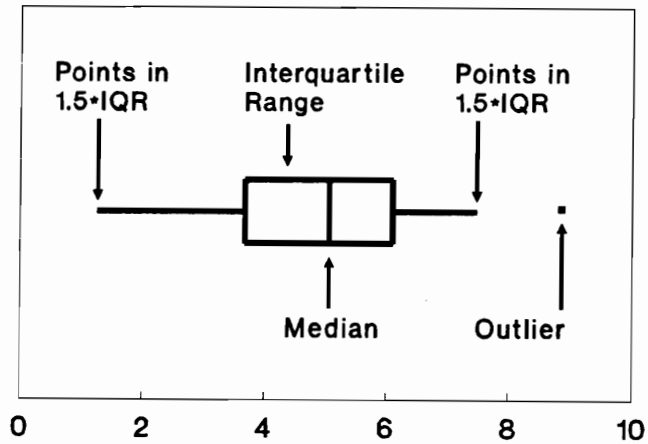 Points in
1.5*IQR
Interquartile
Range
Points in
1.5*IQR
Median
Outlier
0 2 4 6 8 10